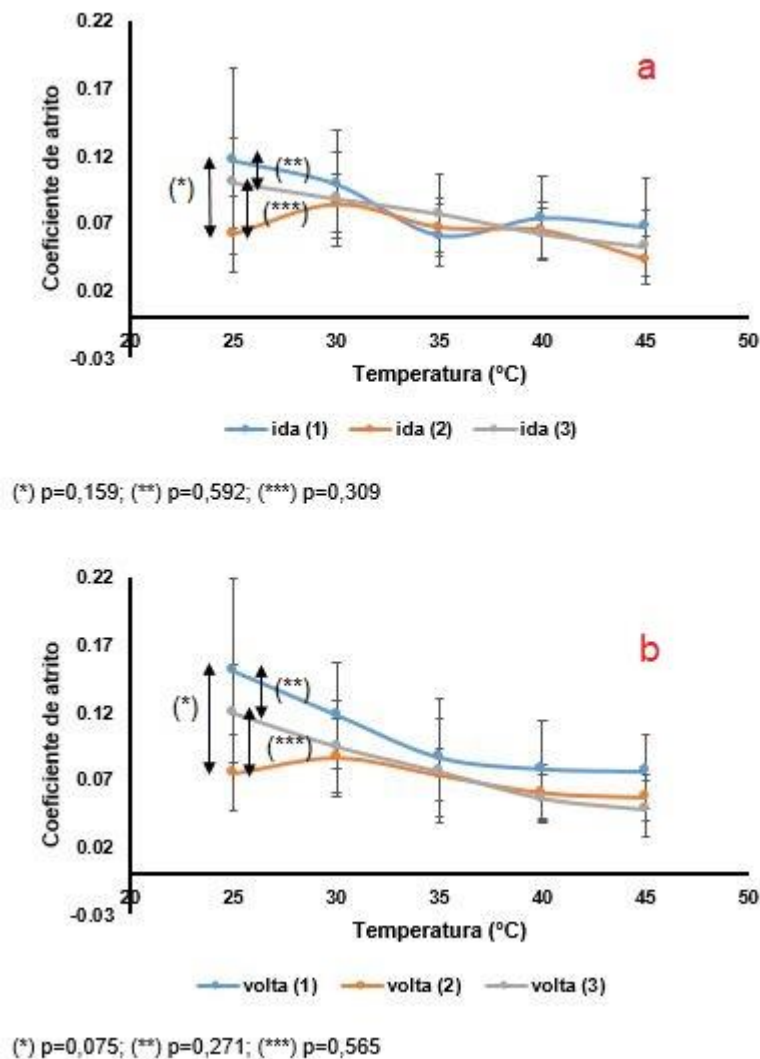 0.22
a
0.17
0.12
(*)
(**)
0.07
(***)
0.02
-0.03
20 25 30 35 40 45 50
Coeficiente de atrito
Temperatura (ºC)
ida (1) ida (2) ida (3)
(*) p=0,159; (**) p=0,592; (***) p=0,309
0.22
b
0.17
0.12
(*)
(**)
(***)
0.07
0.02
-0.03
20 25 30 35 40 45 50
Coeficiente de atrito
Temperatura (ºC)
volta (1) volta (2) volta (3)
(*) p=0,075; (**) p=0,271; (***) p=0,565